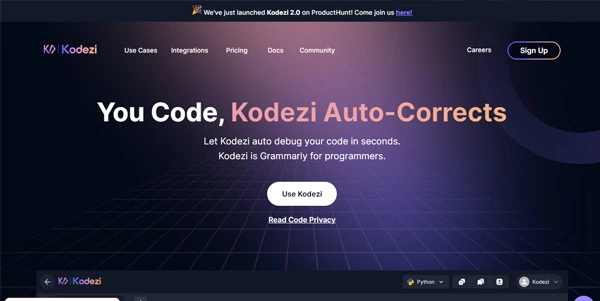 🎉 We've just launched Kodezi 2.0 on ProductHunt! Come join us here!
Kodezi
Use Cases
Integrations
Pricing
Docs
Community
Careers
Sign Up
You Code, Kodezi Auto-Corrects
Let Kodezi auto debug your code in seconds.
Kodezi is Grammarly for programmers.
Use Kodezi
Read Code Privacy
Kodezi
Python
Kodezi